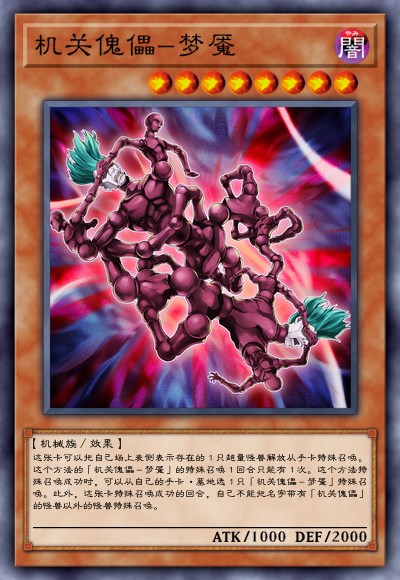 机关傀儡-梦魇
やみ
闇
【机械族/效果】
这张卡可以把自己场上表侧表示存在的1只超量怪兽解放从手卡特殊召唤。
这个方法的「机关傀儡-梦魇」的特殊召唤1回合只能有1次。这个方法特
殊召唤成功时,可以从自己的手卡·墓地选1只「机关傀儡-梦魇」特殊召
唤。此外,这张卡特殊召唤成功的回合,自己不能把名字带有「机关傀儡」
的怪兽以外的怪兽特殊召唤。
ATK/1000 DEF/2000